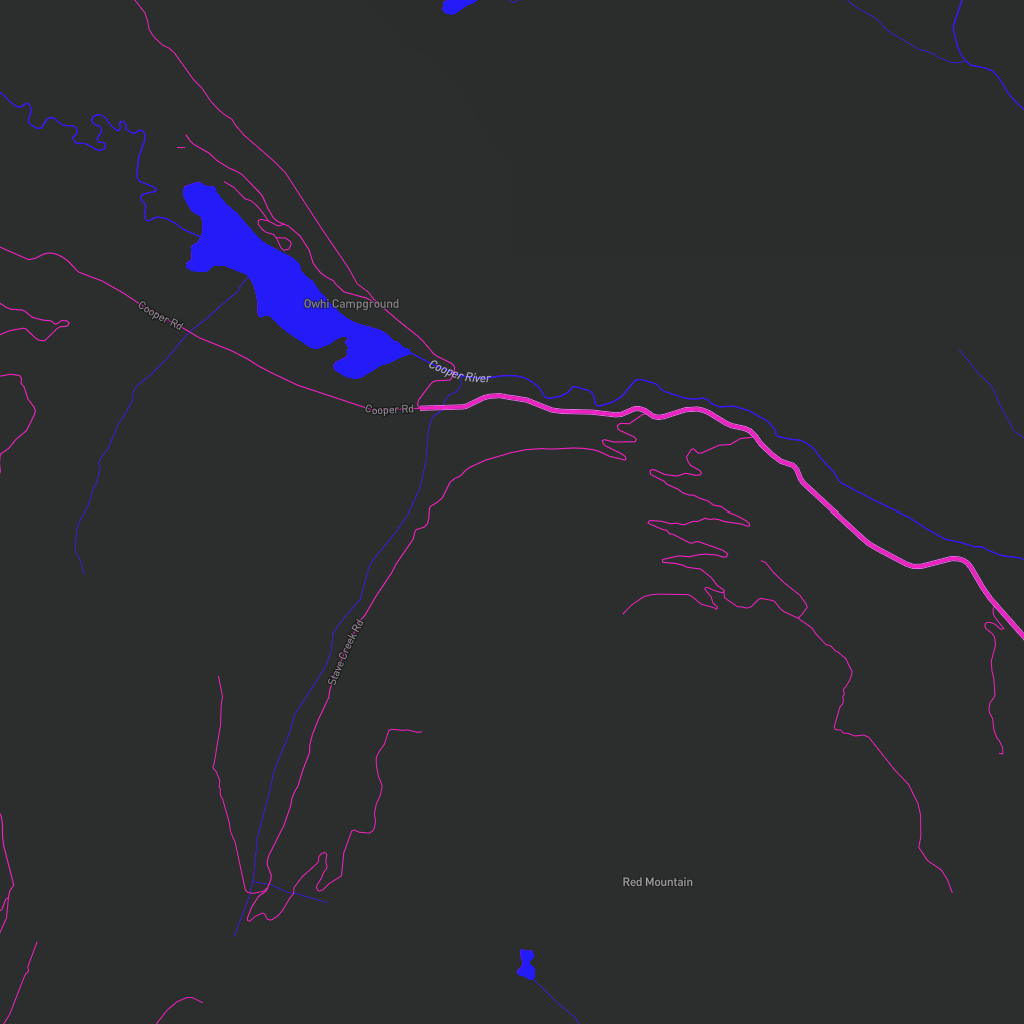 Owhi Campground
Cooper Rd
Cooper River
Cooper Rd
Stave Creek Rd
Red Mountain